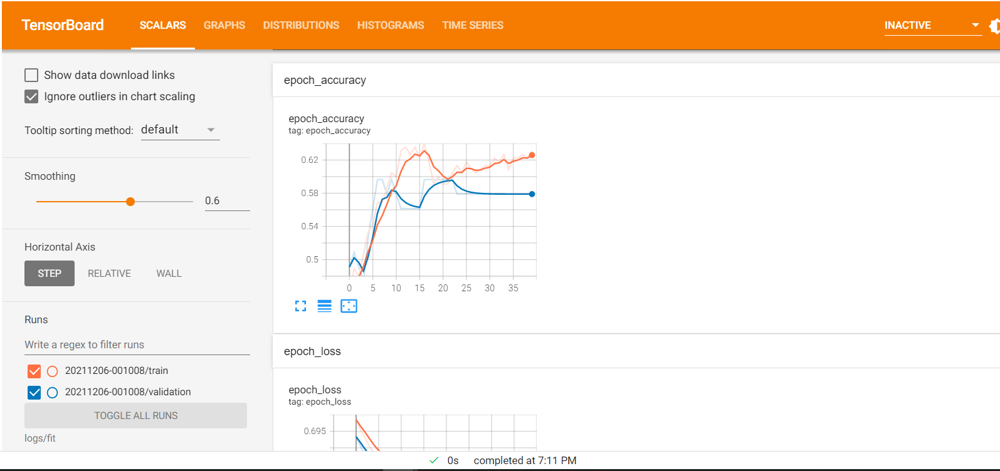 TensorBoard SCALARS GRAPHS DISTRIBUTIONS HISTOGRAMS TIME SERIES INACTIVE
Show data download links
Ignore outliers in chart scaling
Tooltip sorting method: default
Smoothing
0.6
Horizontal Axis
STEP RELATIVE WALL
Runs
Write a regex to filter runs
20211206-001008/train
20211206-001008/validation
TOGGLE ALL RUNS
logs/fit
epoch_accuracy
epoch_accuracy
tag: epoch_accuracy
0.62
0.58
0.54
0.5
0 5 10 15 20 25 30 35
epoch_loss
epoch_loss
tag: epoch_loss
0.695
0s completed at 7:11 PM